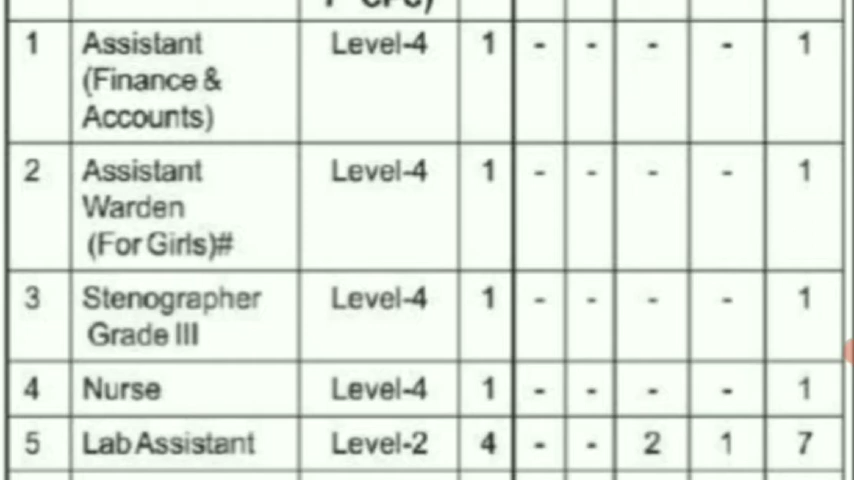 7 CPC)
1 Assistant Level-4 1 - - - - 1
(Finance &
Accounts)
2 Assistant Level-4 1 - - - - 1
Warden
(For Girls)#
3 Stenographer Level-4 1 - - - - 1
Grade III
4 Nurse Level-4 1 - - - - 1
5 Lab Assistant Level-2 4 - - 2 1 7